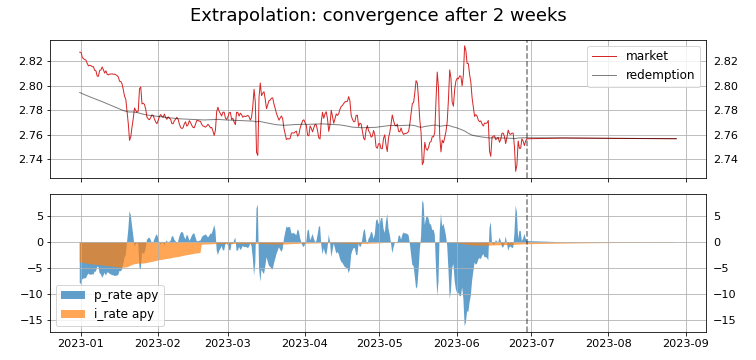 Extrapolation: convergence after 2 weeks
2.82 2.82
2.80 2.80
2.78 2.78
2.76 2.76
2.74 2.74
market
redemption
5 5
0 0
−5 −5
−10 −10
−15 −15
p_rate apy
i_rate apy
2023-01 2023-02 2023-03 2023-04 2023-05 2023-06 2023-07 2023-08 2023-09